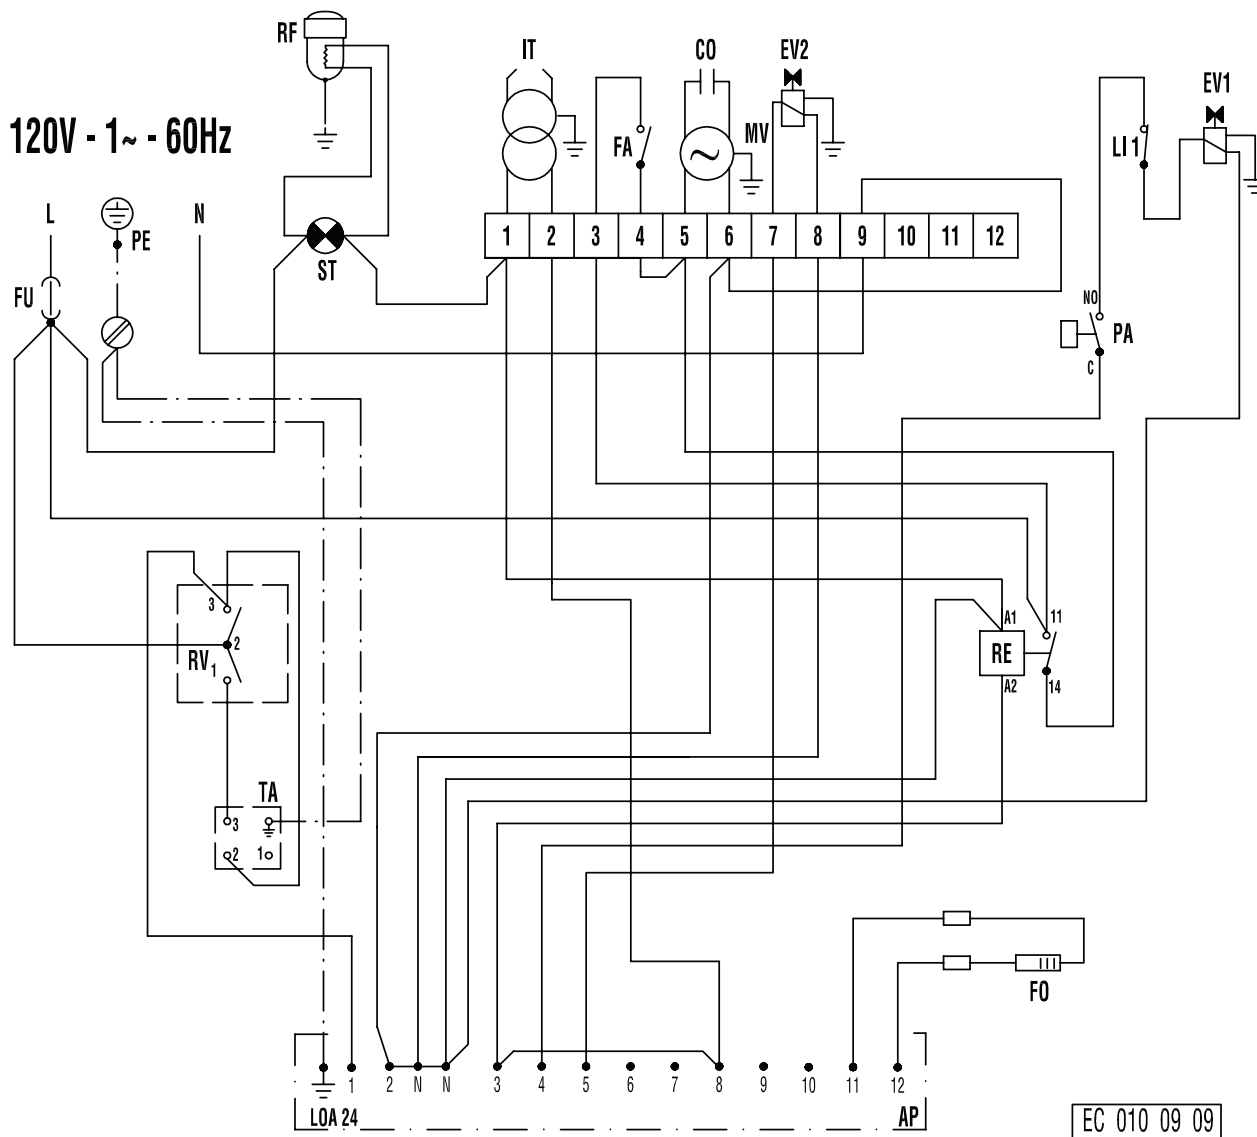 RF
IT
CO
EV2
EV1
120V - 1~ - 60Hz
FA
MV
LI 1
L
PE
N
1 2 3 4 5 6 7 8 9 10 11 12
ST
FU
NO
PA
C
3
2
RV
1
A1
11
RE
A2
14
TA
3
2
1
FO
1 2 N N 3 4 5 6 7 8 9 10 11 12
LOA 24
AP
EC 010 09 09